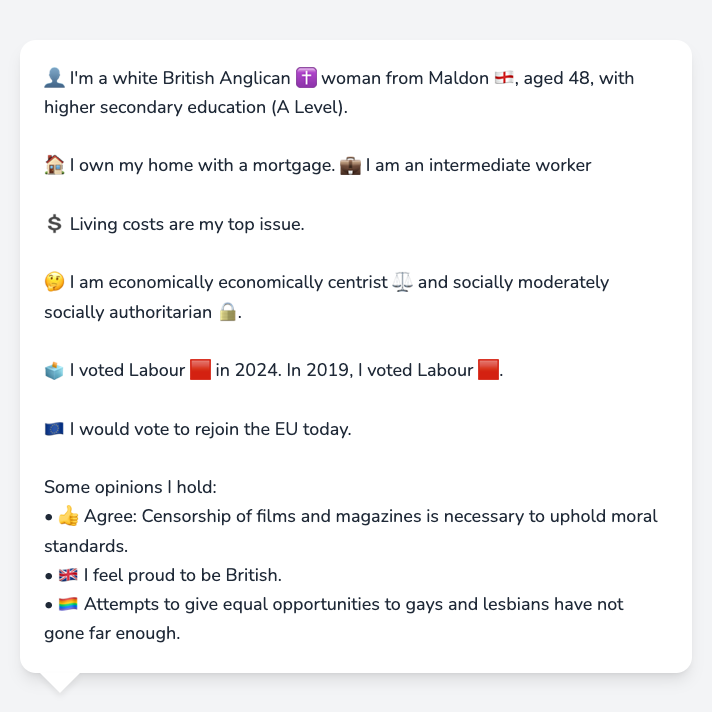 👤 I'm a white British Anglican ✝️ woman from Maldon 🏴󠁧󠁢󠁥󠁮󠁧󠁿, aged 48, with
higher secondary education (A Level).
🏠 I own my home with a mortgage. 💼 I am an intermediate worker
💲 Living costs are my top issue.
🤔 I am economically economically centrist ⚖️ and socially moderately
socially authoritarian 🔒.
🗳️ I voted Labour 🟥 in 2024. In 2019, I voted Labour 🟥.
🇪🇺 I would vote to rejoin the EU today.
Some opinions I hold:
• 👍 Agree: Censorship of films and magazines is necessary to uphold moral
standards.
• 🇬🇧 I feel proud to be British.
• 🏳️‍🌈 Attempts to give equal opportunities to gays and lesbians have not
gone far enough.